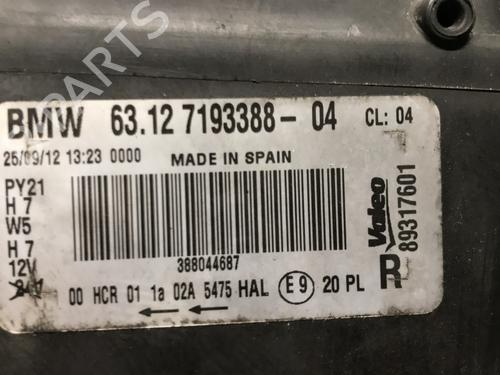 PARTS
BMW 63.12 7193388-04 CL: 04
25/09/12 13:23 0000 MADE IN SPAIN
PY21
H 7
W5
H 7
12V
24V
388044687
00 HCR 01 1a 02A 5475 HAL E9 20 PL
Valeo
89317601
R